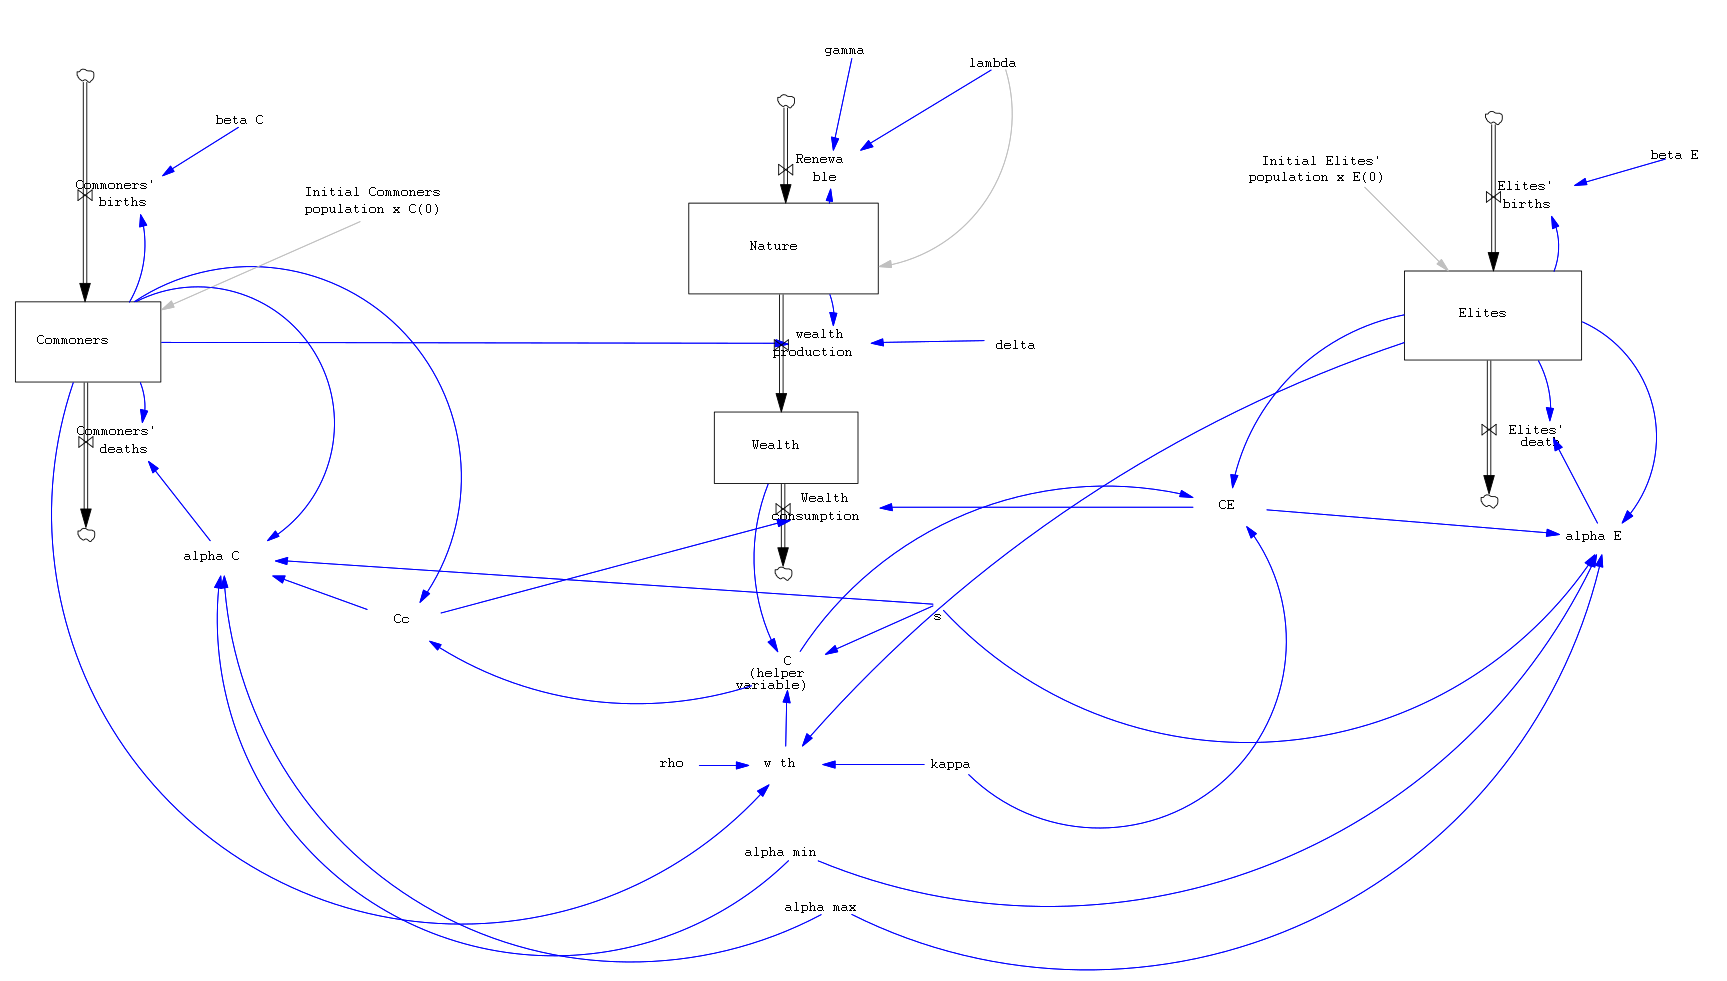 gamma
lambda
beta C
Renewa
ble
beta E
Initial Elites'
population x E(0)
Commoners'
births
Initial Commoners
population x C(0)
Elites'
births
Nature
Commoners
Elites
wealth
production
delta
Commoners'
deaths
Wealth
Elites'
death
Wealth
consumption
CE
alpha E
alpha C
Cc
s
C
(helper
variable)
rho
w th
kappa
alpha min
alpha max